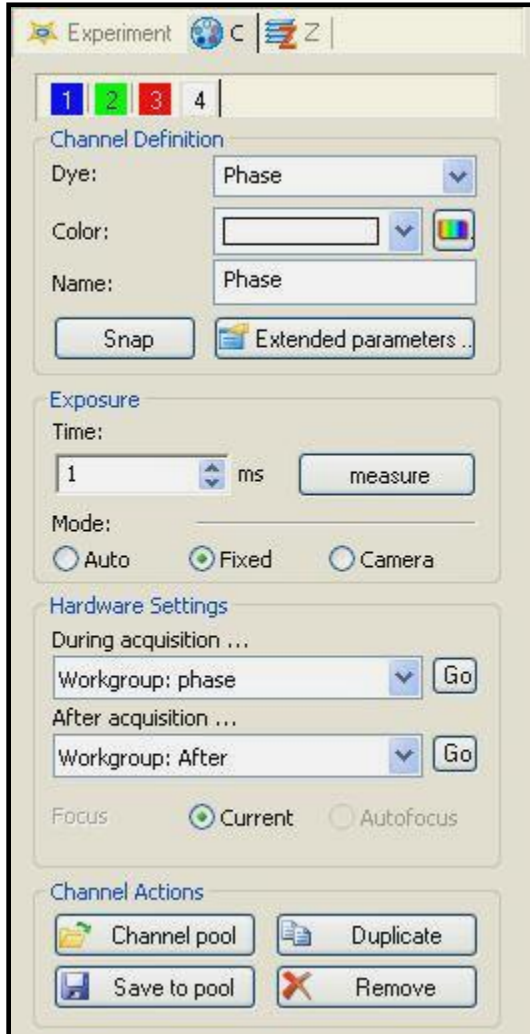 Experiment C Z
1 2 3 4
Channel Definition
Dye: Phase
Color:
Name: Phase
Snap Extended parameters ..
Exposure
Time:
1 ms measure
Mode:
Auto Fixed Camera
Hardware Settings
During acquisition ...
Workgroup: phase Go
After acquisition ...
Workgroup: After Go
Focus Current Autofocus
Channel Actions
Channel pool Duplicate
Save to pool Remove